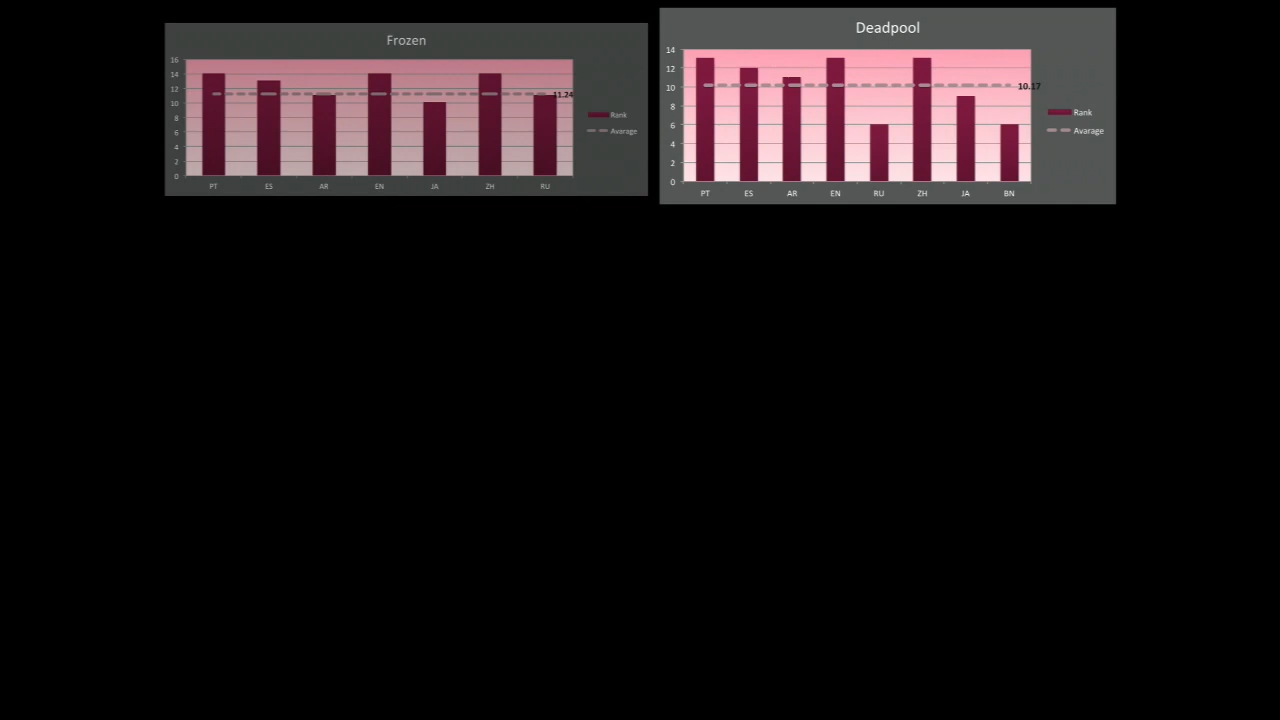 Frozen
16
14
12
10
8
6
4
2
0
11.24
PT ES AR EN JA ZH RU
Rank
Avarage
Deadpool
14
12
10
8
6
4
2
0
10.17
PT ES AR EN RU ZH JA BN
Rank
Avarage